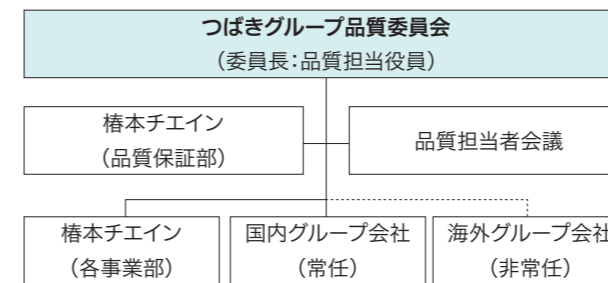 つばきグループ品質委員会
（委員長：品質担当役員）
椿本チエイン
（品質保証部）
品質担当者会議
椿本チエイン
（各事業部）
国内グループ会社
（常任）
海外グループ会社
（非常任）